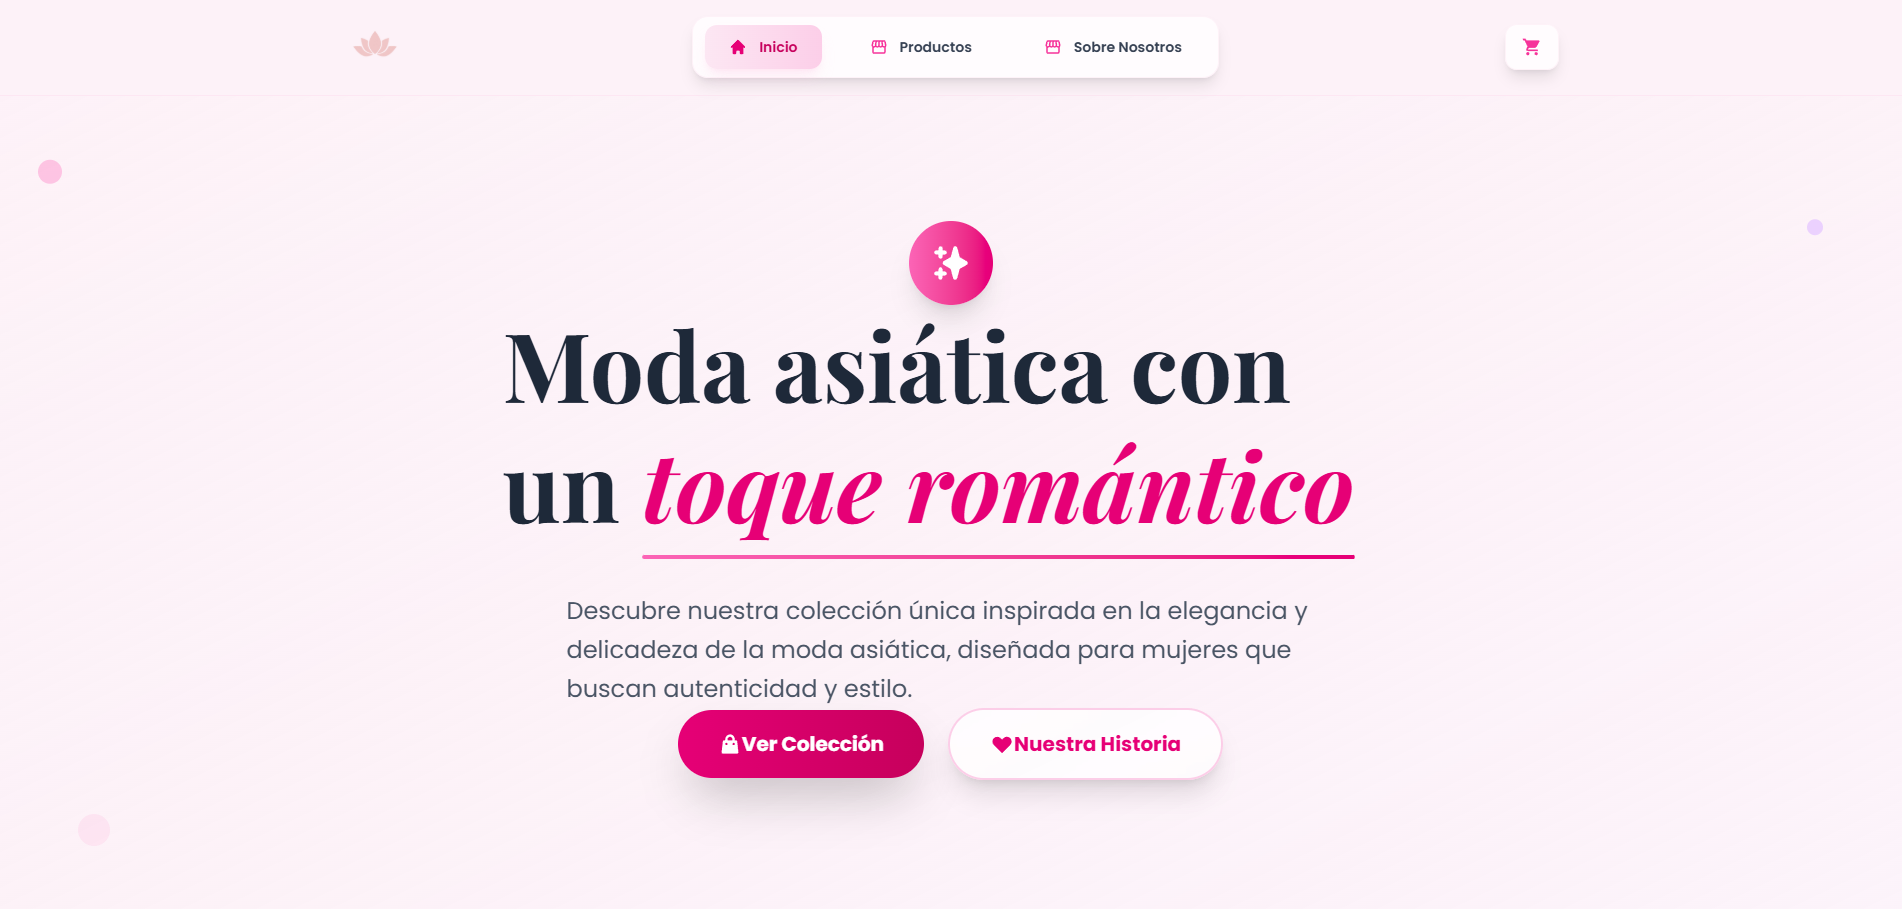 Inicio
Productos
Sobre Nosotros
Moda asiática con
un toque romántico
Descubre nuestra colección única inspirada en la elegancia y
delicadeza de la moda asiática, diseñada para mujeres que
buscan autenticidad y estilo.
Ver Colección
Nuestra Historia